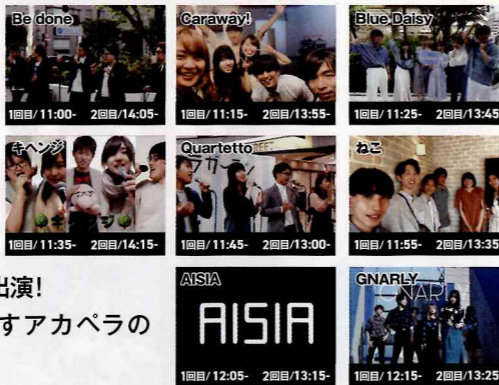 Be done
1回目/11:00- 2回目/14:05-
Caraway!
1回目/11:15- 2回目/13:55-
Blue Daisy
1回目/11:25- 2回目/13:45
キヘンジ
1回目/11:35- 2回目/14:15-
Quartetto
1回目/11:45- 2回目/13:00-
ねこ
1回目/11:55- 2回目/13:35
出演!
すアカペラの
AISIA
AISIA
1回目/12:05- 2回目/13:15-
GNARLY
GNARLY
1回目/12:15- 2回目/13:25